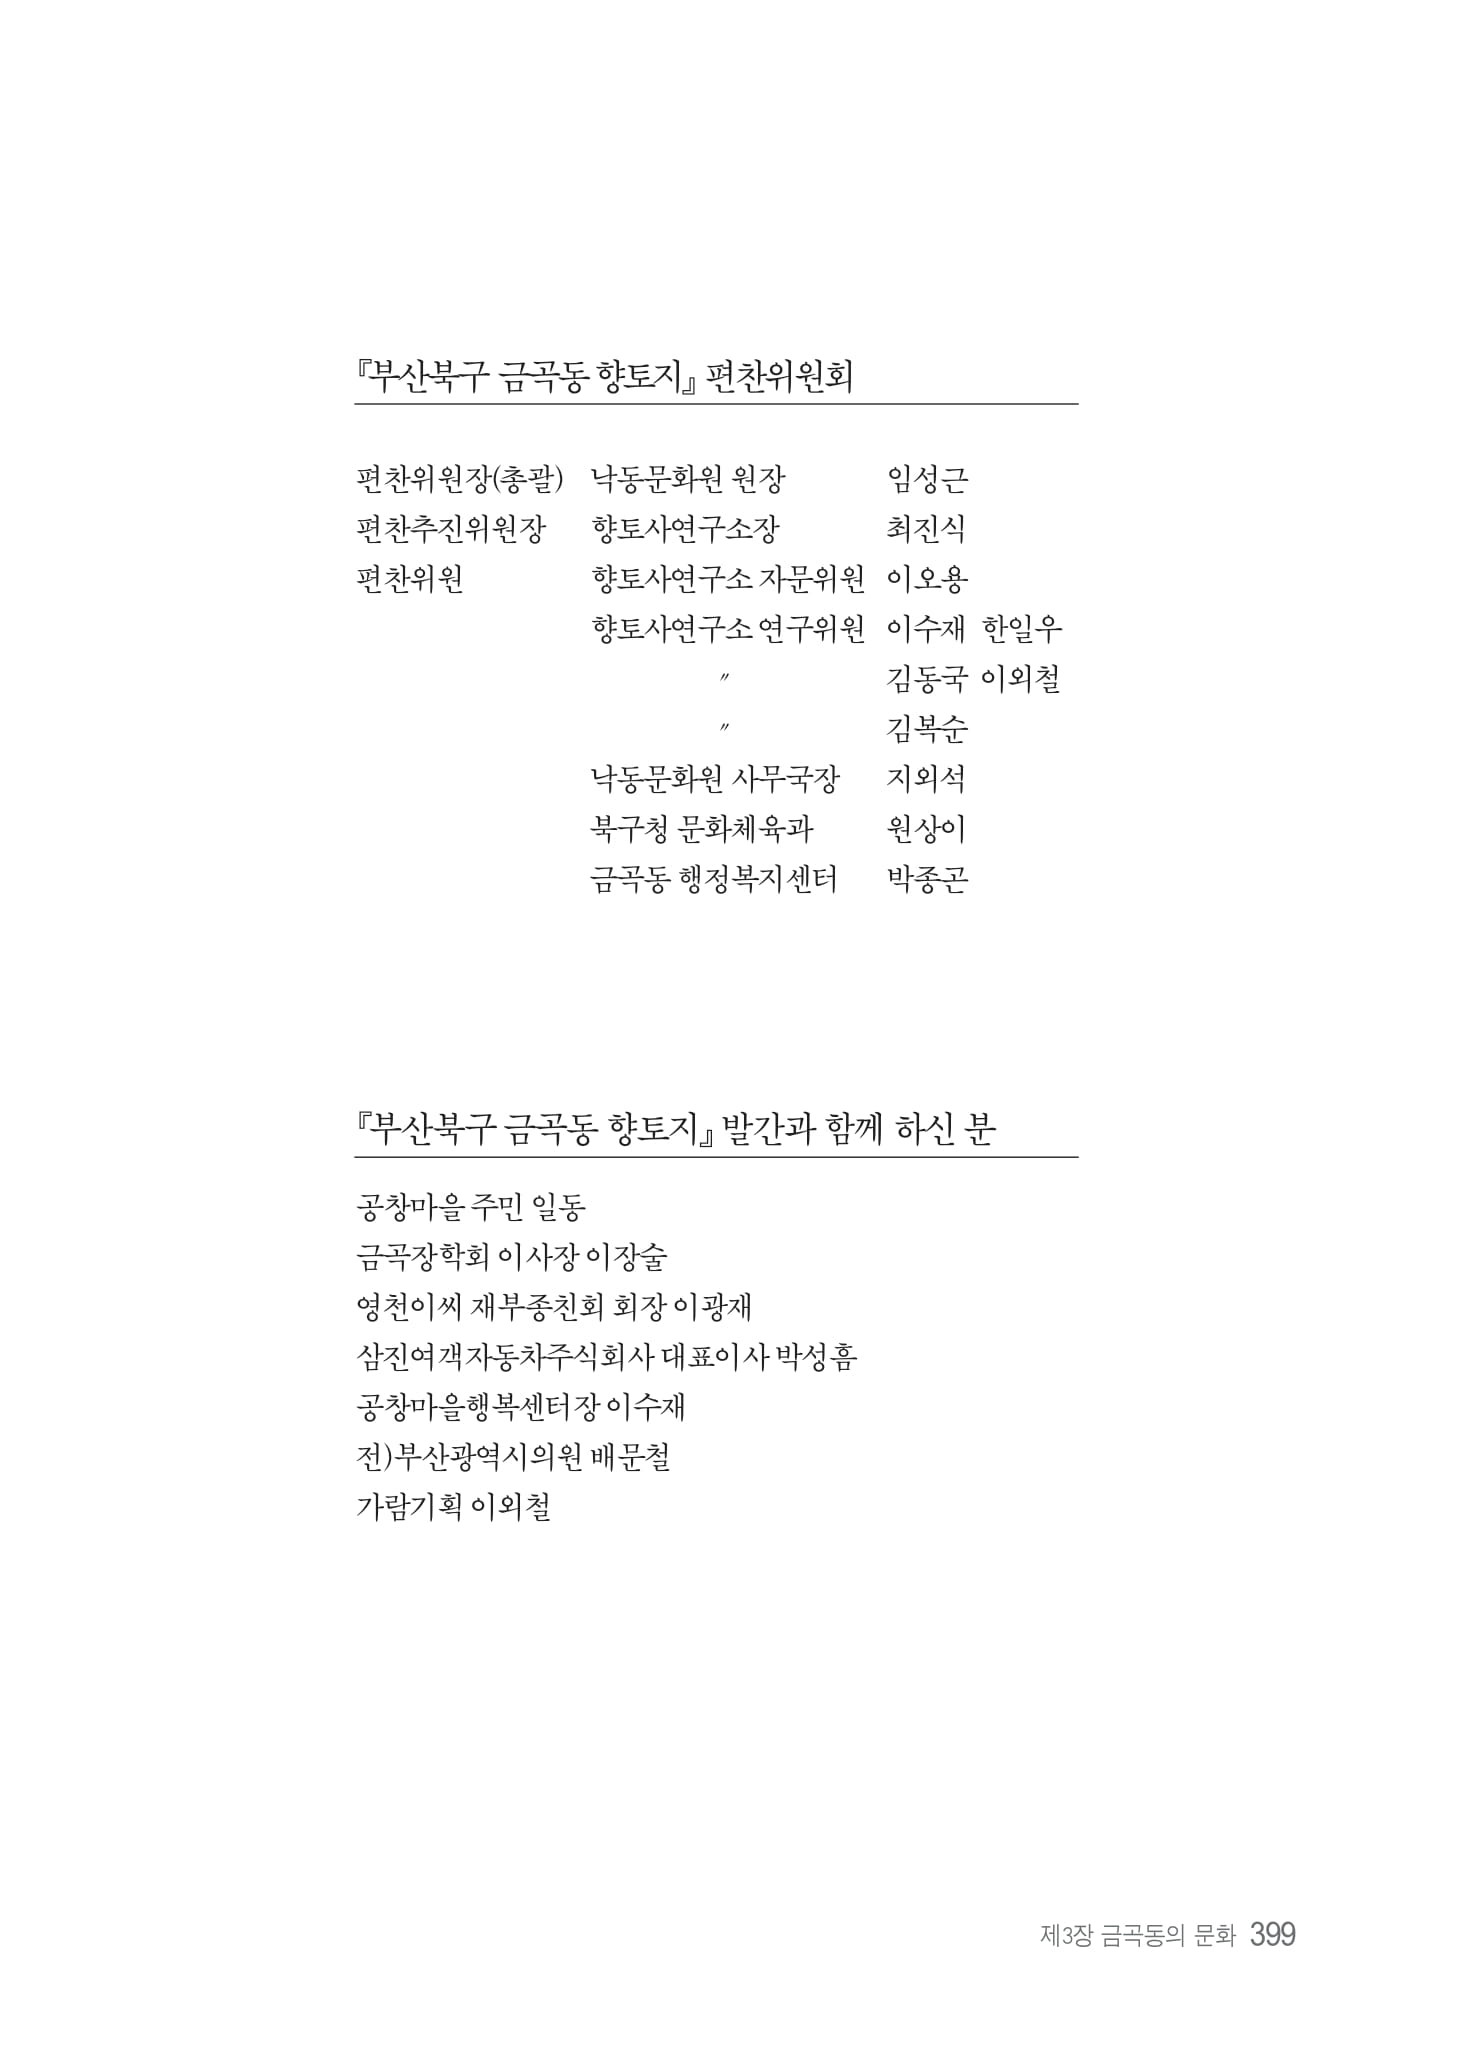 『부산북구 금곡동 향토지』 편찬위원회
편찬위원장(총괄) 낙동문화원 원장 임성근
편찬추진위원장 향토사연구소장 최진식
편찬위원 향토사연구소 자문위원 이오용
향토사연구소 연구위원 이수재 한일우
〃 김동국 이외철
〃 김복순
낙동문화원 사무국장 지외석
북구청 문화체육과 원상이
금곡동 행정복지센터 박종곤
『부산북구 금곡동 향토지』 발간과 함께 하신 분
공창마을 주민 일동
금곡장학회 이사장 이장술
영천이씨 재부종친회 회장 이광재
삼진여객자동차주식회사 대표이사 박성흠
공창마을행복센터장 이수재
전)부산광역시의원 배문철
가람기획 이외철
제3장 금곡동의 문화 399